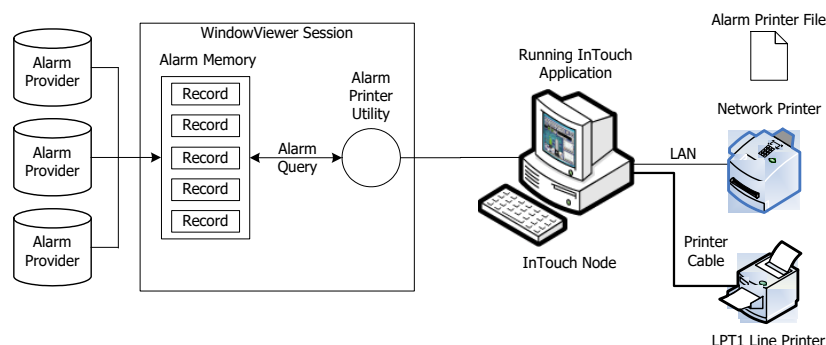 WindowViewer Session
Alarm
Provider
Alarm
Provider
Alarm
Provider
Alarm Memory
Record
Record
Record
Record
Record
Alarm
Query
Alarm
Printer
Utility
Running InTouch
Application
InTouch Node
Alarm Printer File
Network Printer
LAN
Printer
Cable
LPT1 Line Printer